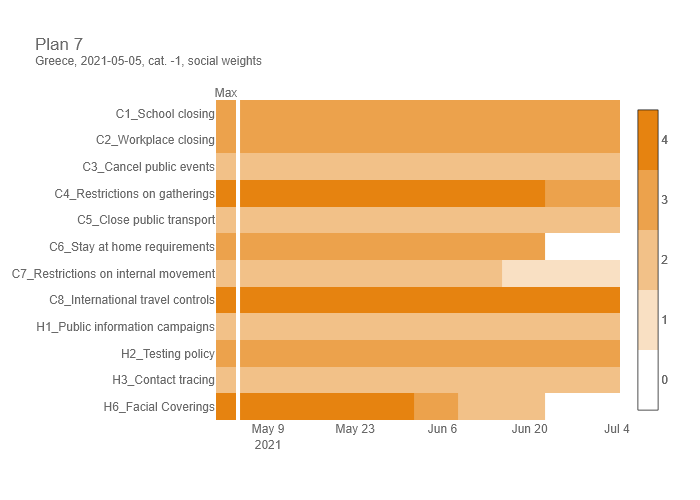 Plan 7
Greece, 2021-05-05, cat. -1, social weights
Max
C1_School closing
C2_Workplace closing
C3_Cancel public events
C4_Restrictions on gatherings
C5_Close public transport
C6_Stay at home requirements
C7_Restrictions on internal movement
C8_International travel controls
H1_Public information campaigns
H2_Testing policy
H3_Contact tracing
H6_Facial Coverings
May 9 May 23 Jun 6 Jun 20 Jul 4
2021
4
3
2
1
0